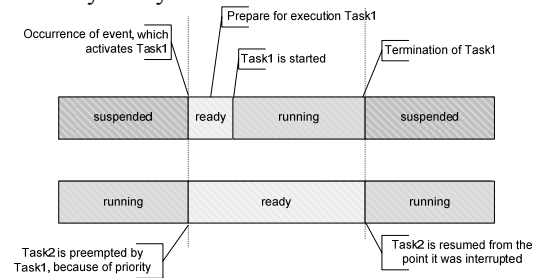 Prepare for execution Task1
Occurrence of event, which
activates Task1
Task1 is started
Termination of Task1
suspended
ready
running
suspended
running
ready
running
Task2 is preempted by
Task1, because of priority
Task2 is resumed from the
point it was interrupted